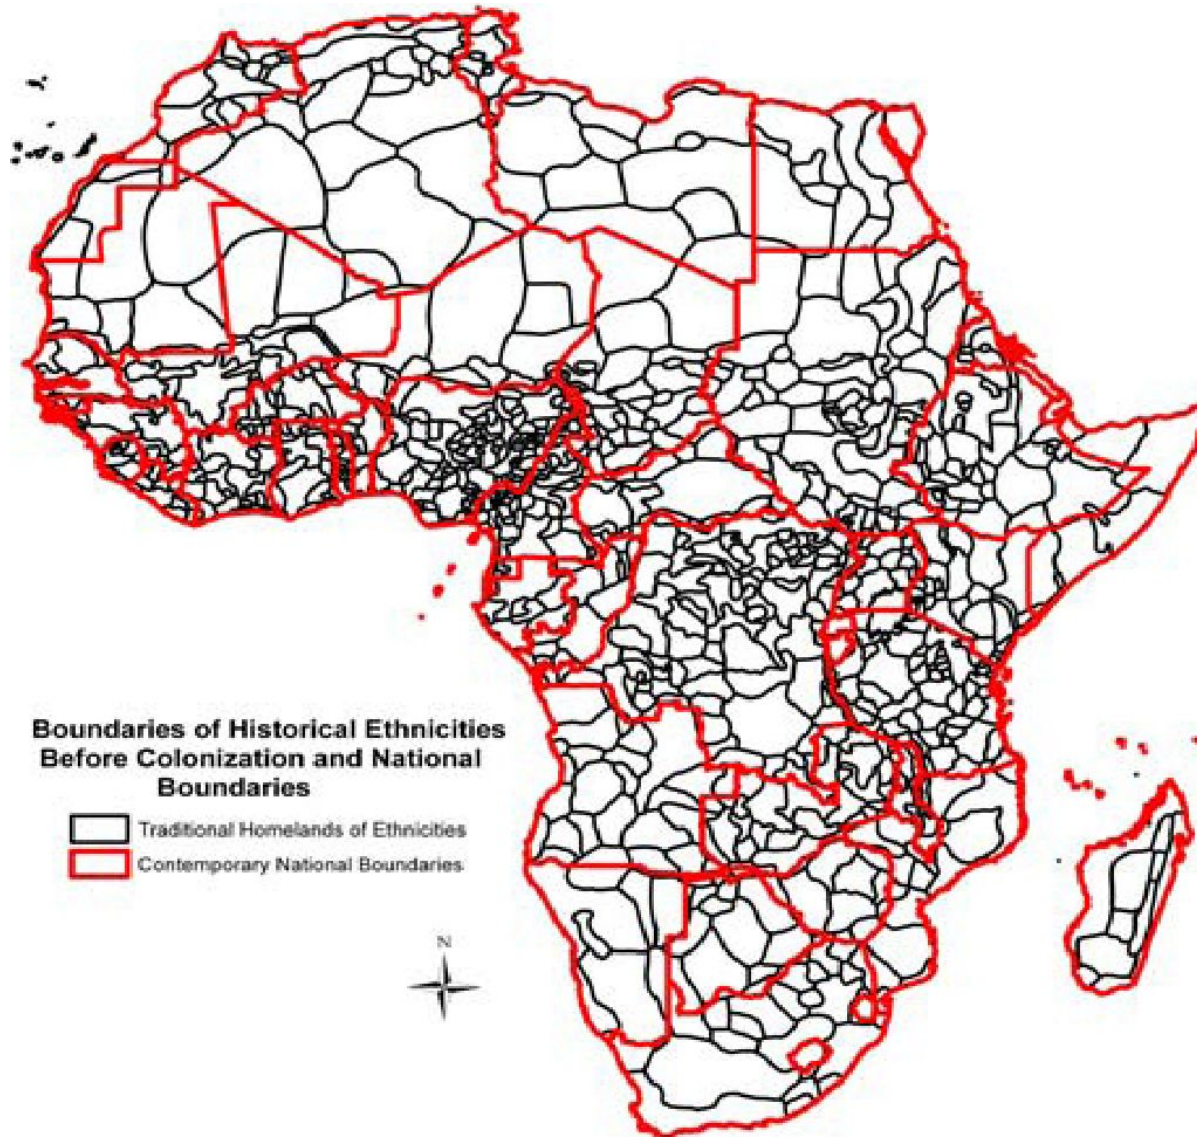 Boundaries of Historical Ethnicities
Before Colonization and National
Boundaries
Traditional Homelands of Ethnicities
Contemporary National Boundaries
N